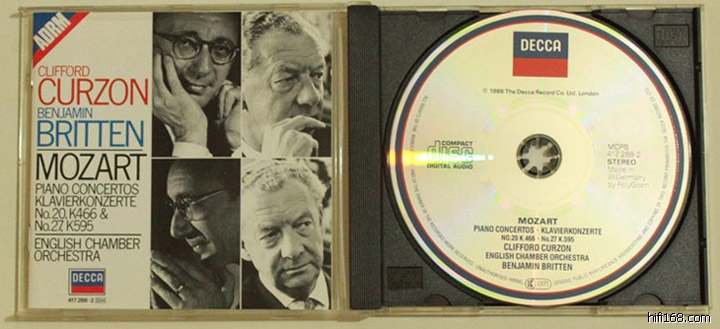 ADRM
CLIFFORD
CURZON
BENJAMIN
BRITTEN
MOZART
PIANO CONCERTOS
KLAVIERKONZERTE
No.20, K466 &
No.27, K595
ENGLISH CHAMBER
ORCHESTRA
DECCA
417 288-2
DECCA
℗ 1986 The Decca Record Co. Ltd. London
COMPACT
disc
DIGITAL AUDIO
MCPS
417 288-2
STEREO
Made in
W.Germany
by PolyGram
MOZART
PIANO CONCERTOS · KLAVIERKONZERTE
NO.20 K.466 · No.27 K.595
CLIFFORD CURZON
ENGLISH CHAMBER ORCHESTRA
BENJAMIN BRITTEN
hifi168.com